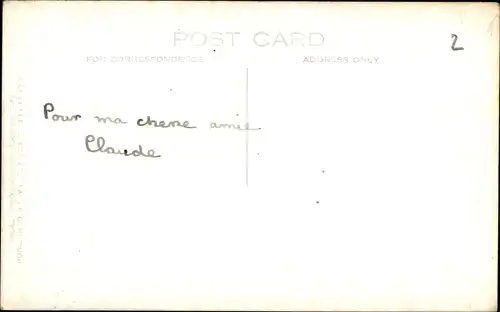 POST CARD
2
FOR CORRESPONDENCE
ADDRESS ONLY
Pour ma chere amie
Claude